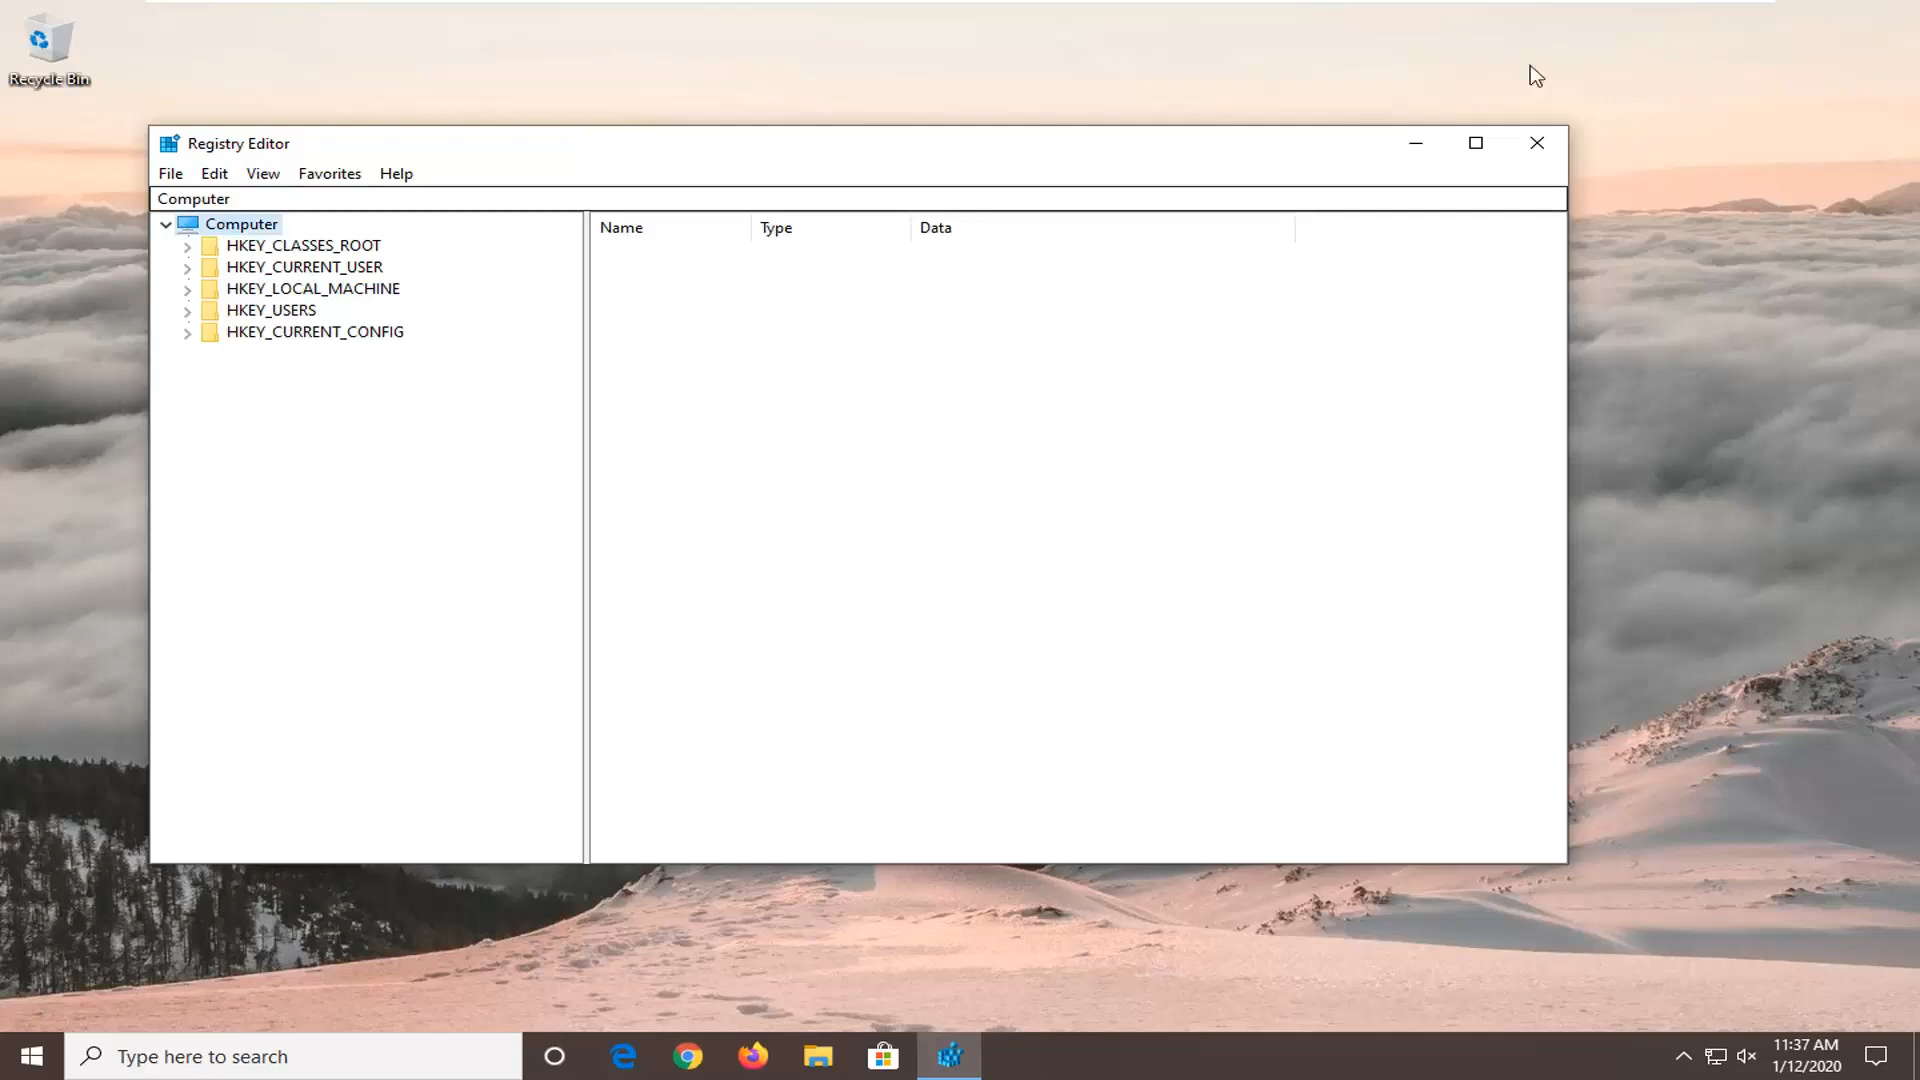 Recycle Bin
Registry Editor
File Edit View Favorites Help
Computer
Computer
HKEY_CLASSES_ROOT
HKEY_CURRENT_USER
HKEY_LOCAL_MACHINE
HKEY_USERS
HKEY_CURRENT_CONFIG
Name Type Data
Type here to search
11:37 AM
1/12/2020